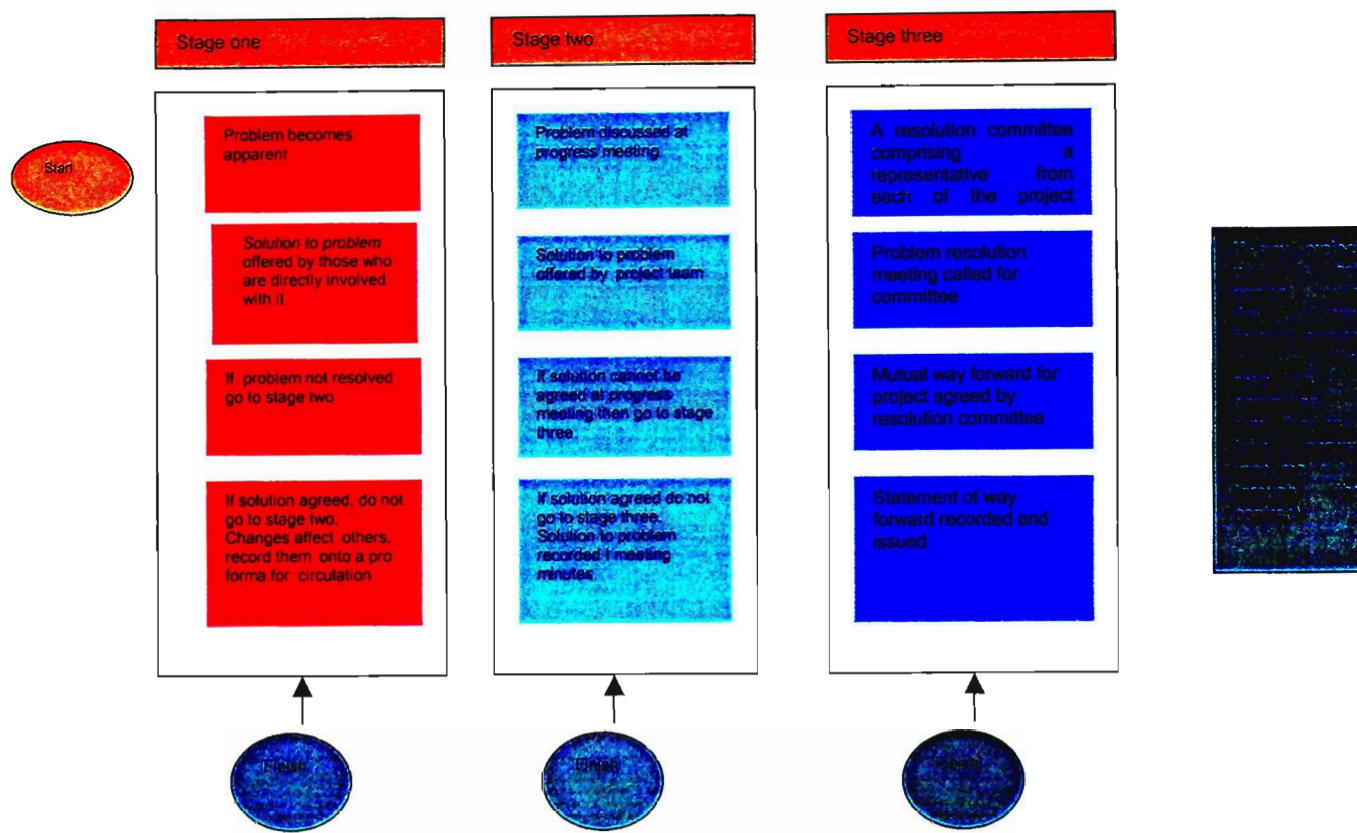 Stage one
Stage two
Stage three
Start
Problem becomes
apparent
Solution to problem
offered by those who
are directly involved
with it
If problem not resolved
go to stage two
If solution agreed, do not
go to stage two.
Changes affect others,
record them onto a pro
forma for circulation
Problem discussed at
progress meeting
Solution to problem
offered by project team
If solution cannot be
agreed at progress
meeting then go to stage
three
If solution agreed do not
go to stage three.
Solution to problem
recorded I meeting
minutes
A resolution committee
comprising a
representative from
each of the project
Problem resolution
meeting called for
committee
Mutual way forward for
project agreed by
resolution committee
Statement of way
forward recorded and
issued
Finish
Finish
Finish